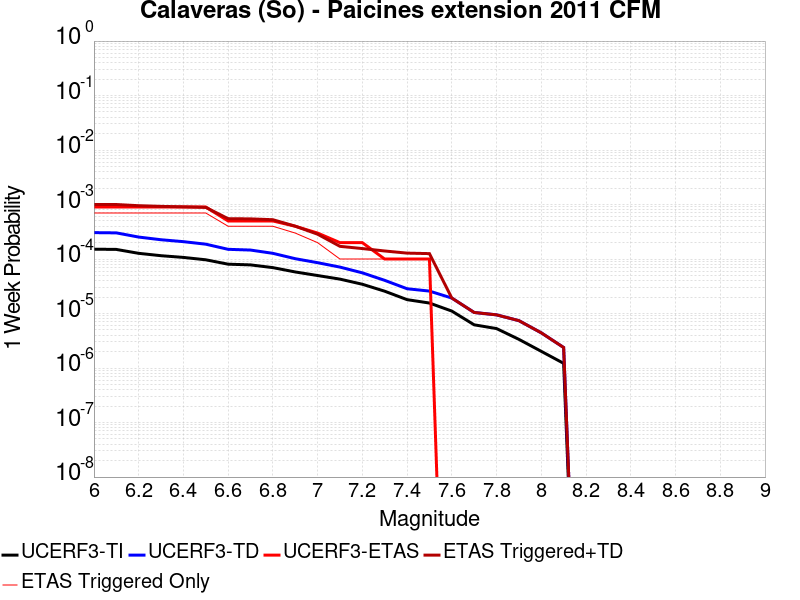 Calaveras (So) - Paicines extension 2011 CFM
10^0
10^-1
10^-2
10^-3
10^-4
10^-5
10^-6
10^-7
10^-8
1 Week Probability
6 6.2 6.4 6.6 6.8 7 7.2 7.4 7.6 7.8 8 8.2 8.4 8.6 8.8 9
Magnitude
UCERF3-TI UCERF3-TD UCERF3-ETAS ETAS Triggered+TD
ETAS Triggered Only